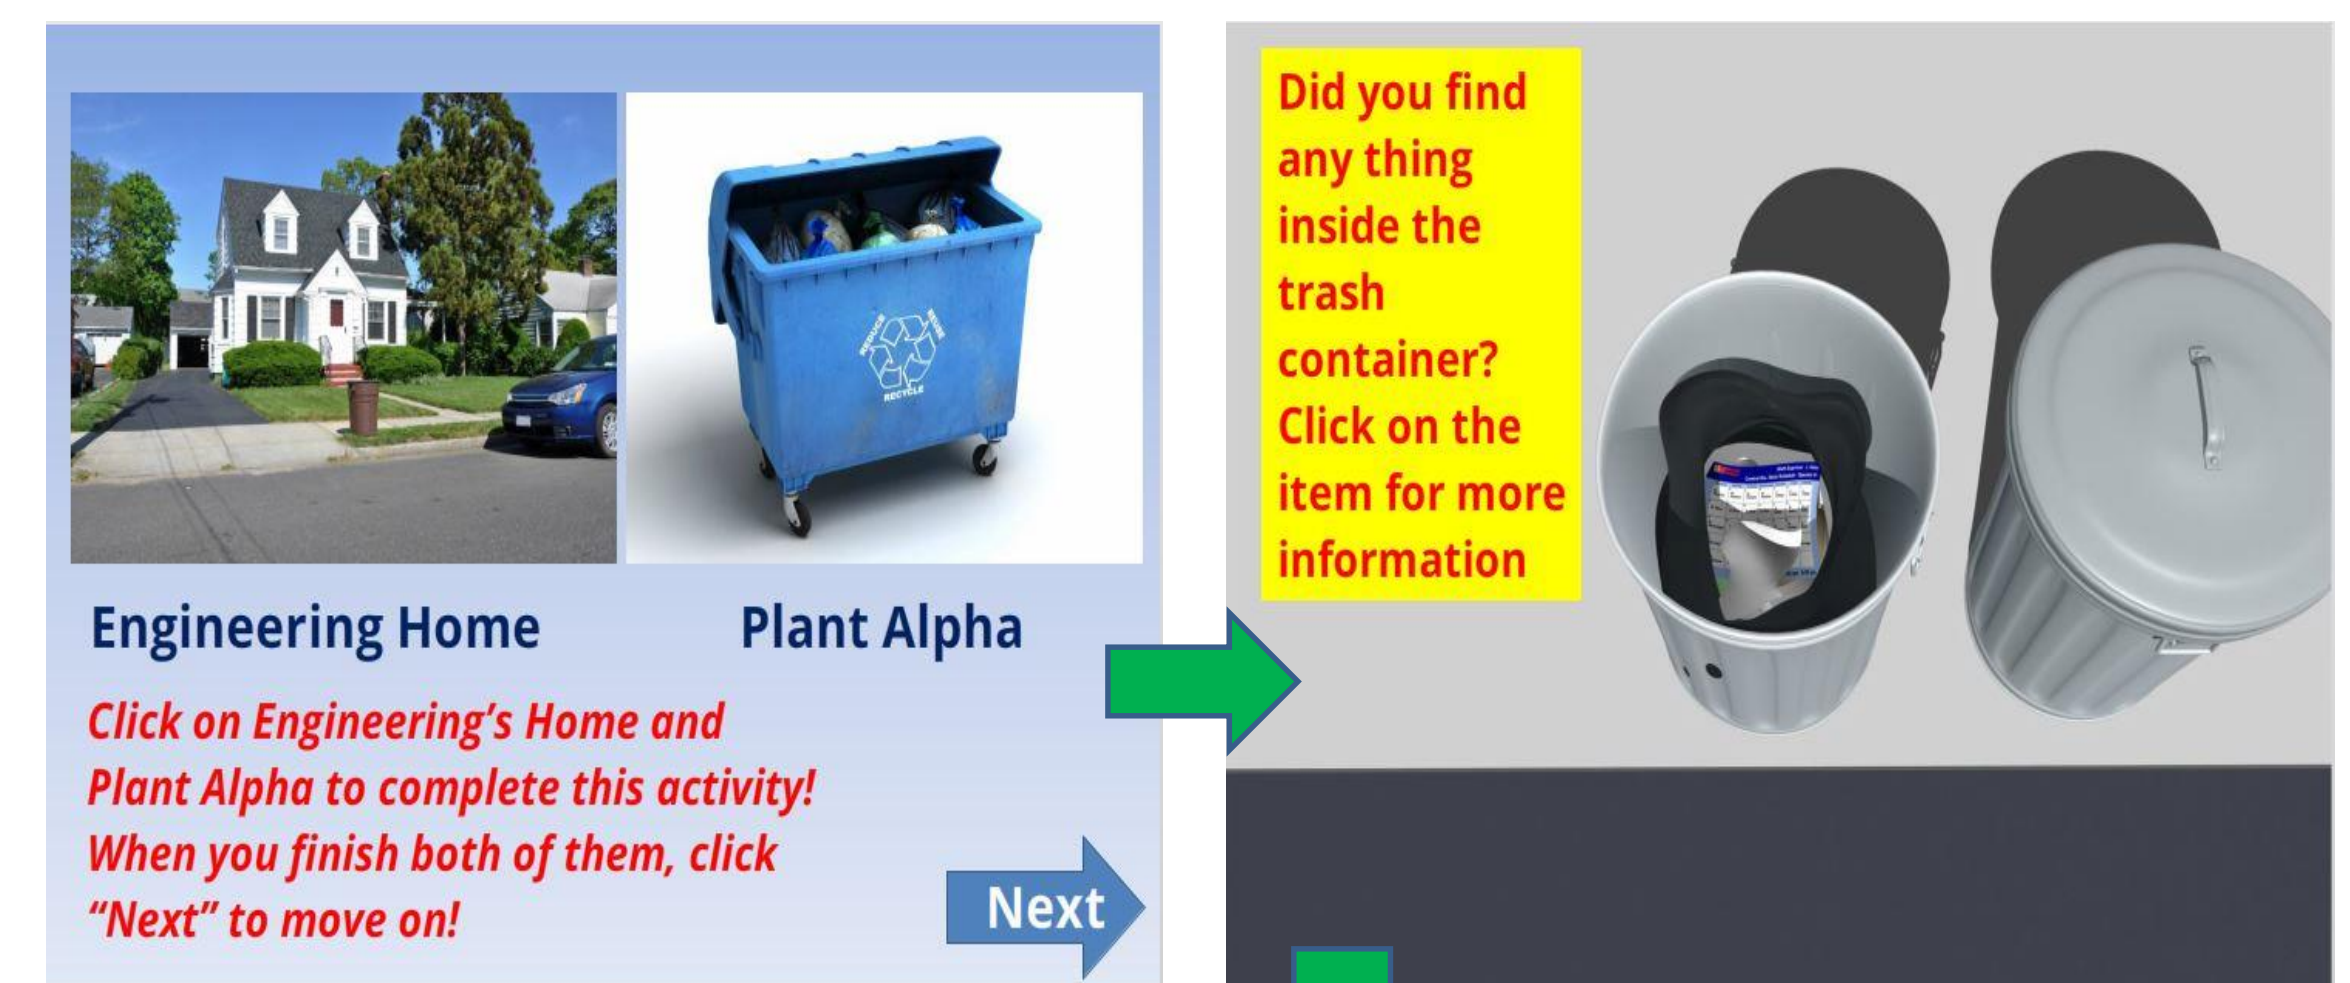 REDUCE
REUSE
RECYCLE
Engineering Home
Plant Alpha
Click on Engineering’s Home and
Plant Alpha to complete this activity!
When you finish both of them, click
“Next” to move on!
Next
Did you find
any thing
inside the
trash
container?
Click on the
item for more
information